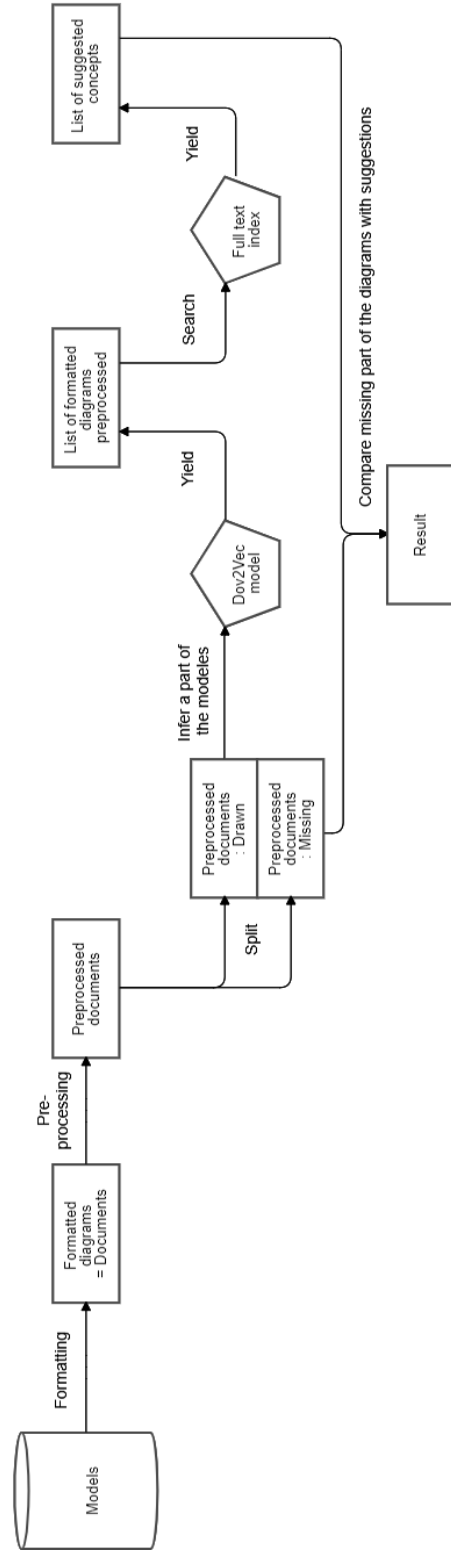 Models
Formatting
Formatted
diagrams
= Documents
Pre-
processing
Preprocessed
documents
Split
Preprocessed
documents
: Drawn
Preprocessed
documents
: Missing
Infer a part of
the modeles
Dov2Vec
model
Yield
List of formatted
diagrams
preprocessed
Search
Full text
index
Yield
List of suggested
concepts
Compare missing part of the diagrams with suggestions
Result